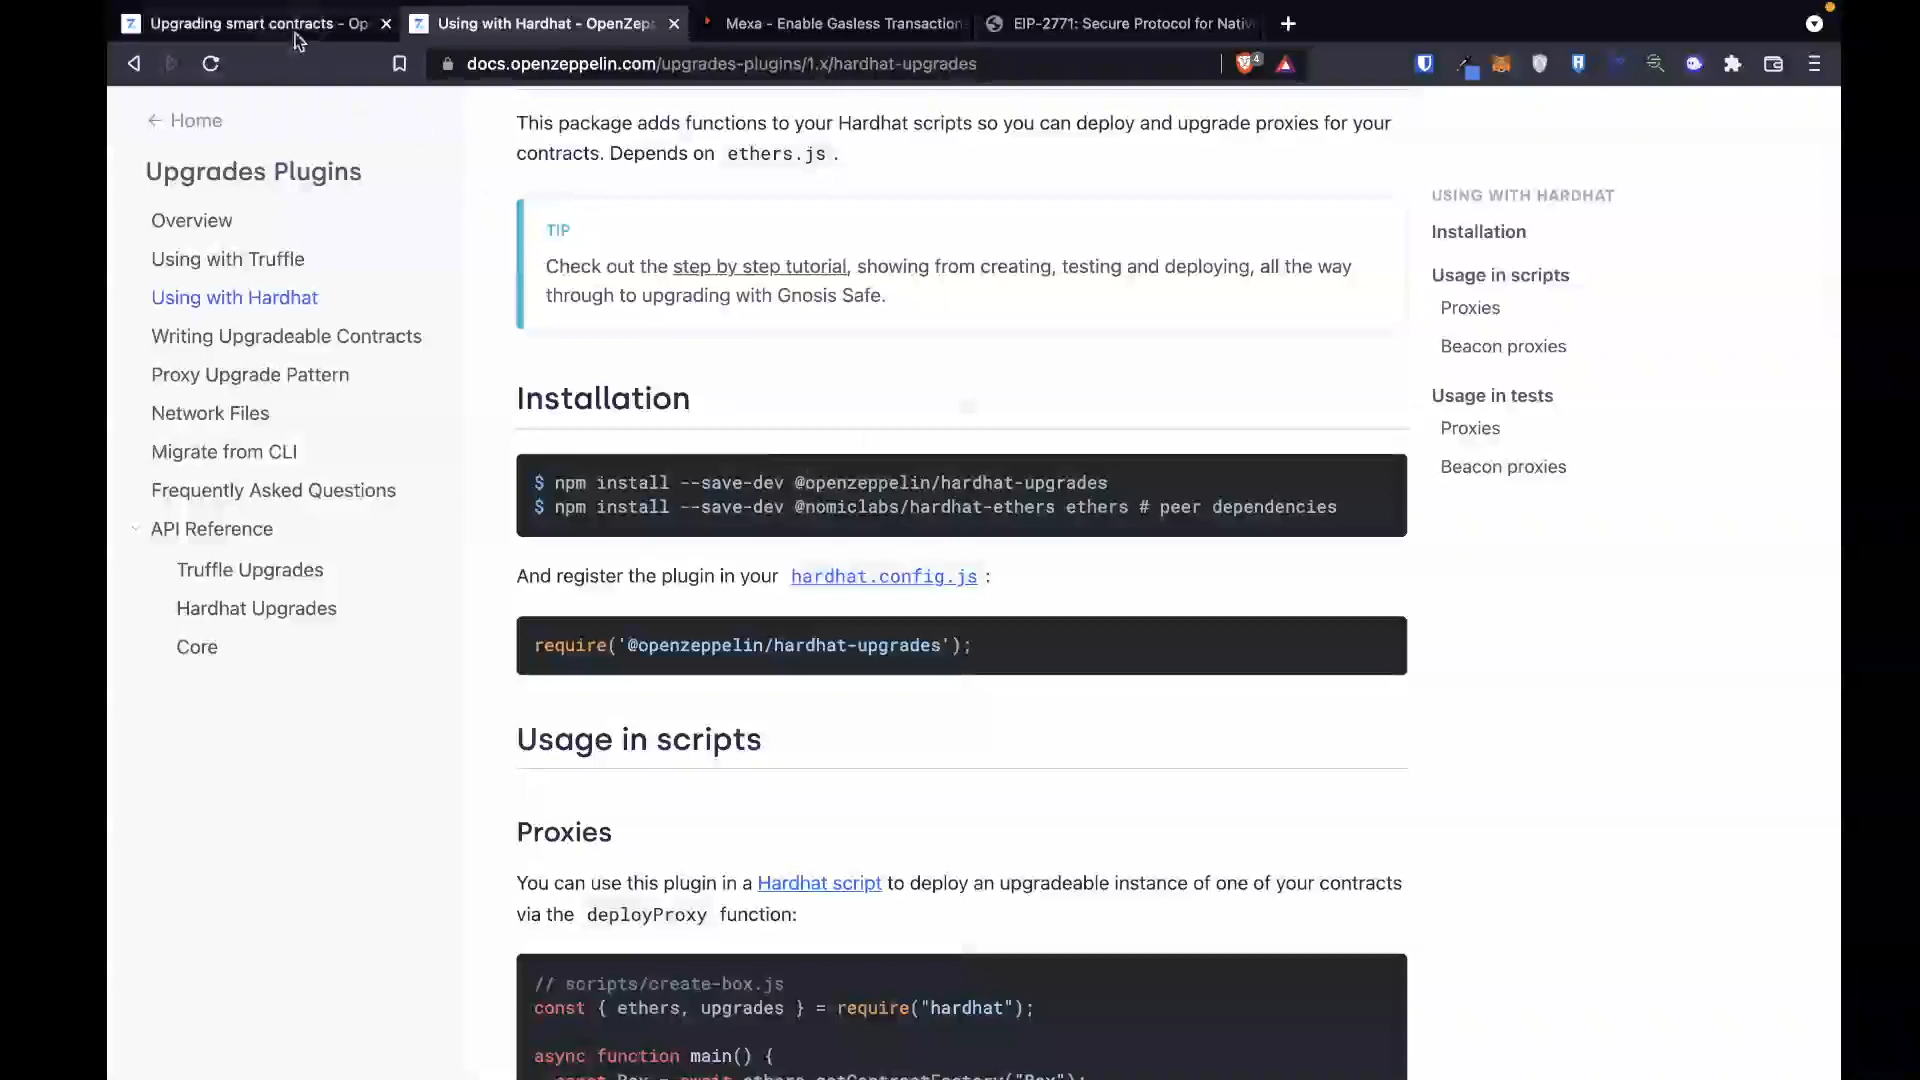 Upgrading smart contracts - Op
Using with Hardhat - OpenZep
Mexa - Enable Gasless Transaction
EIP-2771: Secure Protocol for Nativ
docs.openzeppelin.com/upgrades-plugins/1.x/hardhat-upgrades
4
← Home
Upgrades Plugins
Overview
Using with Truffle
Using with Hardhat
Writing Upgradeable Contracts
Proxy Upgrade Pattern
Network Files
Migrate from CLI
Frequently Asked Questions
API Reference
Truffle Upgrades
Hardhat Upgrades
Core
This package adds functions to your Hardhat scripts so you can deploy and upgrade proxies for your
contracts. Depends on ethers.js .
TIP
Check out the step by step tutorial, showing from creating, testing and deploying, all the way
through to upgrading with Gnosis Safe.
Installation
$ npm install --save-dev @openzeppelin/hardhat-upgrades
$ npm install --save-dev @nomiclabs/hardhat-ethers ethers # peer dependencies
And register the plugin in your hardhat.config.js :
require('@openzeppelin/hardhat-upgrades');
Usage in scripts
Proxies
You can use this plugin in a Hardhat script to deploy an upgradeable instance of one of your contracts
via the deployProxy function:
// scripts/create-box.js
const { ethers, upgrades } = require("hardhat");
async function main() {
const Box = await ethers.getContractFactory("Box");
USING WITH HARDHAT
Installation
Usage in scripts
Proxies
Beacon proxies
Usage in tests
Proxies
Beacon proxies